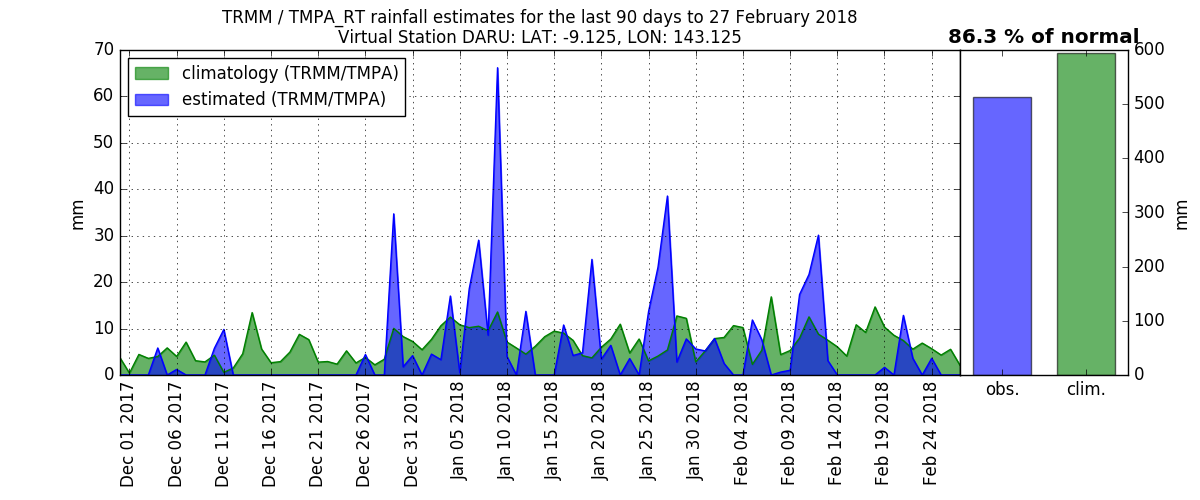 TRMM / TMPA_RT rainfall estimates for the last 90 days to 27 February 2018
Virtual Station DARU: LAT: -9.125, LON: 143.125
86.3 % of normal
climatology (TRMM/TMPA)
estimated (TRMM/TMPA)
mm
70
60
50
40
30
20
10
0
Dec 01 2017
Dec 06 2017
Dec 11 2017
Dec 16 2017
Dec 21 2017
Dec 26 2017
Dec 31 2017
Jan 05 2018
Jan 10 2018
Jan 15 2018
Jan 20 2018
Jan 25 2018
Jan 30 2018
Feb 04 2018
Feb 09 2018
Feb 14 2018
Feb 19 2018
Feb 24 2018
obs.
clim.
600
500
400
300
200
100
0
mm